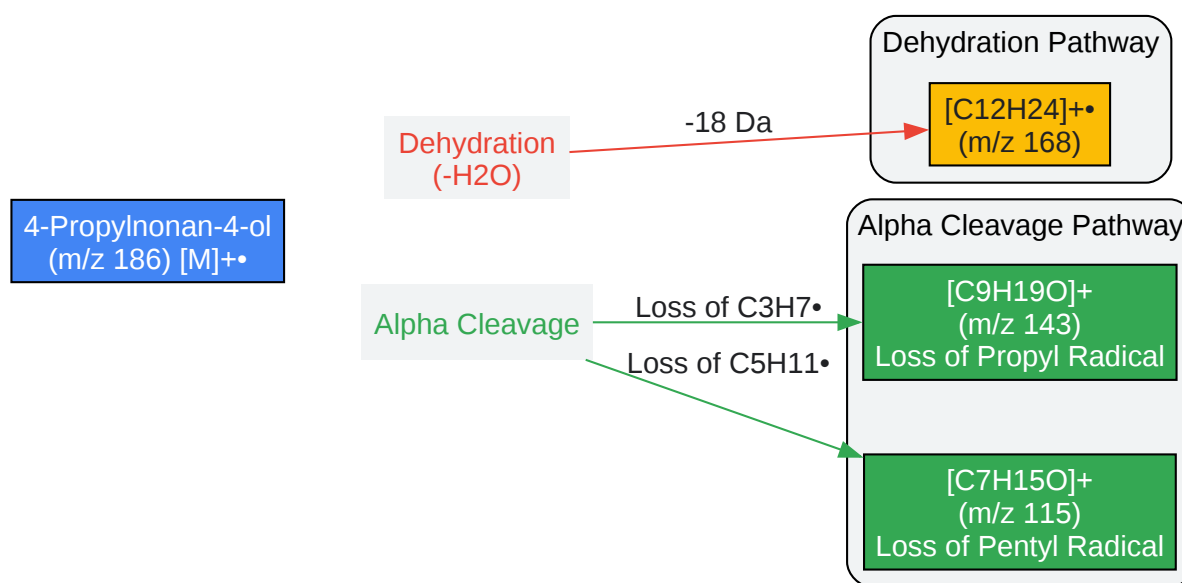 Dehydration Pathway
[C12H24]+•
(m/z 168)
-18 Da
Dehydration
(-H2O)
4-Propylnonan-4-ol
(m/z 186) [M]+•
Alpha Cleavage Pathway
[C9H19O]+
(m/z 143)
Loss of Propyl Radical
Loss of C3H7•
Alpha Cleavage
Loss of C5H11•
[C7H15O]+
(m/z 115)
Loss of Pentyl Radical